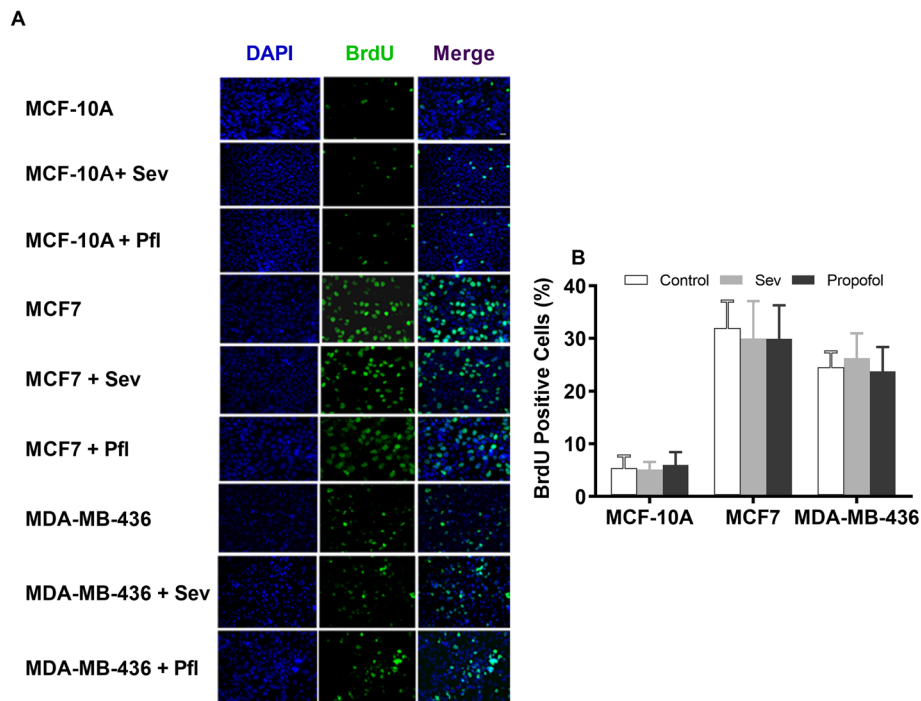 A
DAPI BrdU Merge
MCF-10A
MCF-10A+ Sev
MCF-10A + Pfl
MCF7
MCF7 + Sev
MCF7 + Pfl
MDA-MB-436
MDA-MB-436 + Sev
MDA-MB-436 + Pfl
B
Control Sev Propofol
BrdU Positive Cells (%)
40
30
20
10
0
MCF-10A MCF7 MDA-MB-436